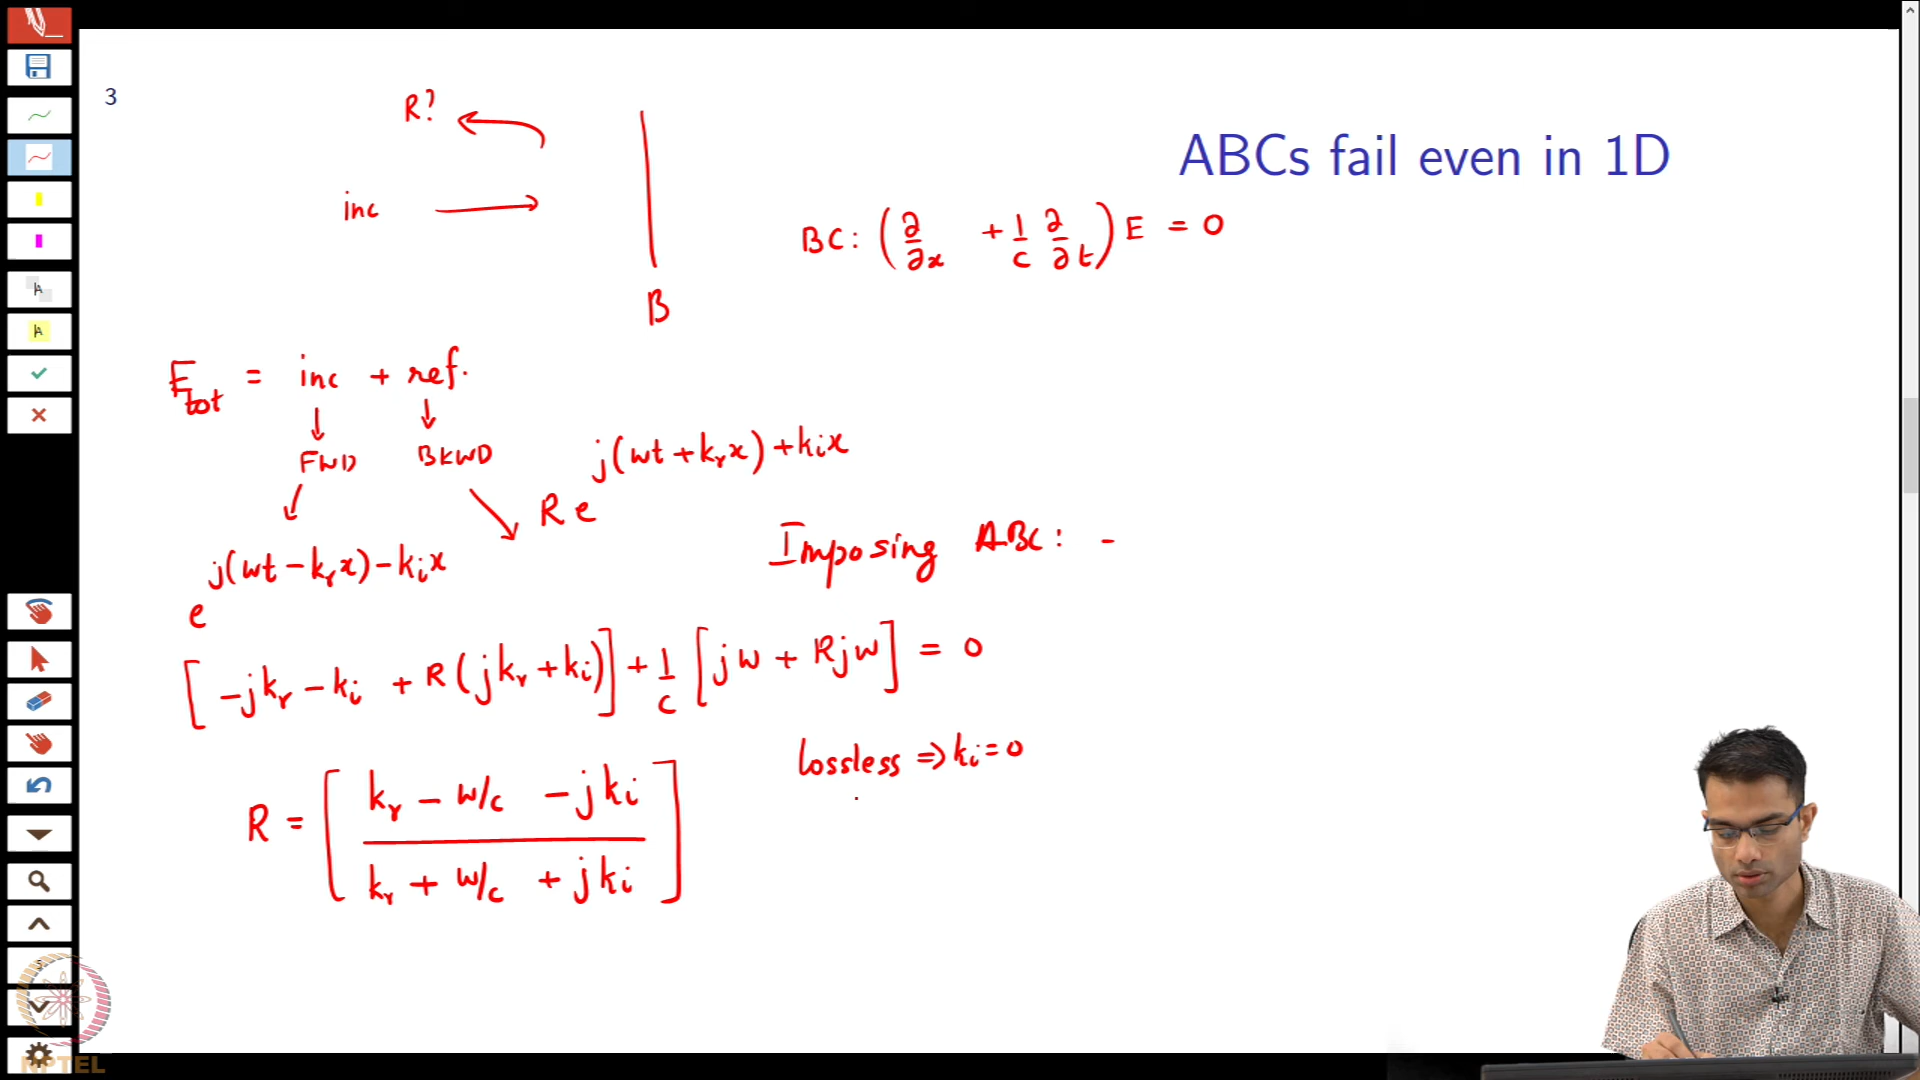 3
ABCs fail even in 1D
R?
inc
B
BC: (∂/∂x + 1/c ∂/∂t) E = 0
E_tot = inc + ref.
↓ ↓
FWD BKWD
R e^{j(wt + k_r x) + k_i x}
e^{j(wt - k_r x) - k_i x}
Imposing ABC: -
[-jk_r - k_i + R(jk_r + k_i)] + 1/c [jw + Rjw] = 0
lossless ⇒ k_i = 0
R = [(k_r - w/c - jk_i) / (k_r + w/c + jk_i)]
NPTEL